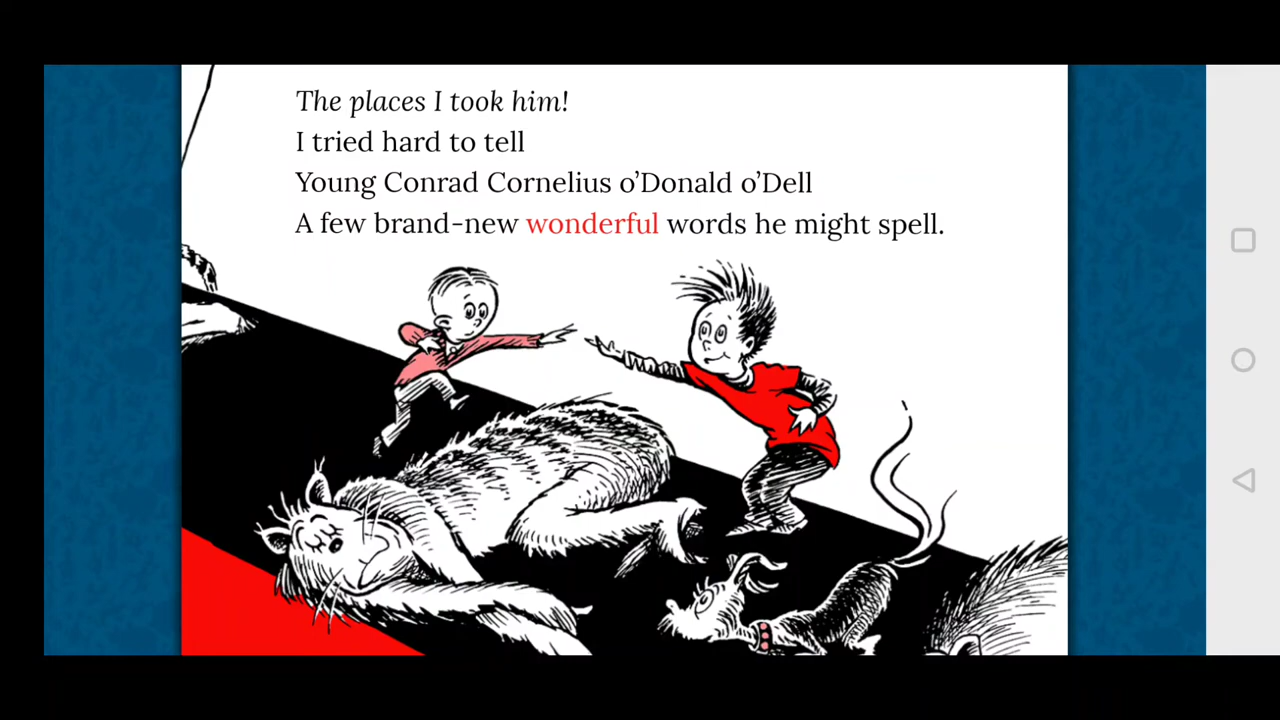 The places I took him!
I tried hard to tell
Young Conrad Cornelius o’Donald o’Dell
A few brand-new wonderful words he might spell.